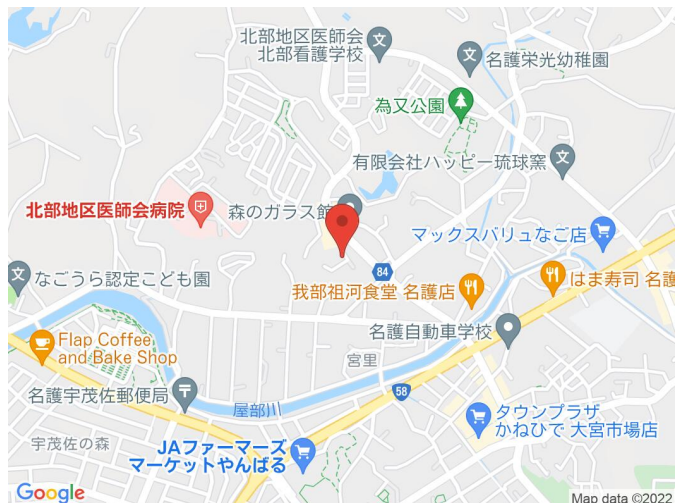 北部地区医師会
北部看護学校
名護栄光幼稚園
為又公園
有限会社ハッピー琉球窯
北部地区医師会病院
森のガラス館
マックスバリュなご店
なごうら認定こども園
84
我部祖河食堂 名護店
はま寿司 名護
Flap Coffee
and Bake Shop
名護自動車学校
宮里
名護宇茂佐郵便局
58
屋部川
タウンプラザ
かねひで 大宮市場店
宇茂佐の森
JAファーマーズ
マーケットやんばる
Google
Map data ©2022